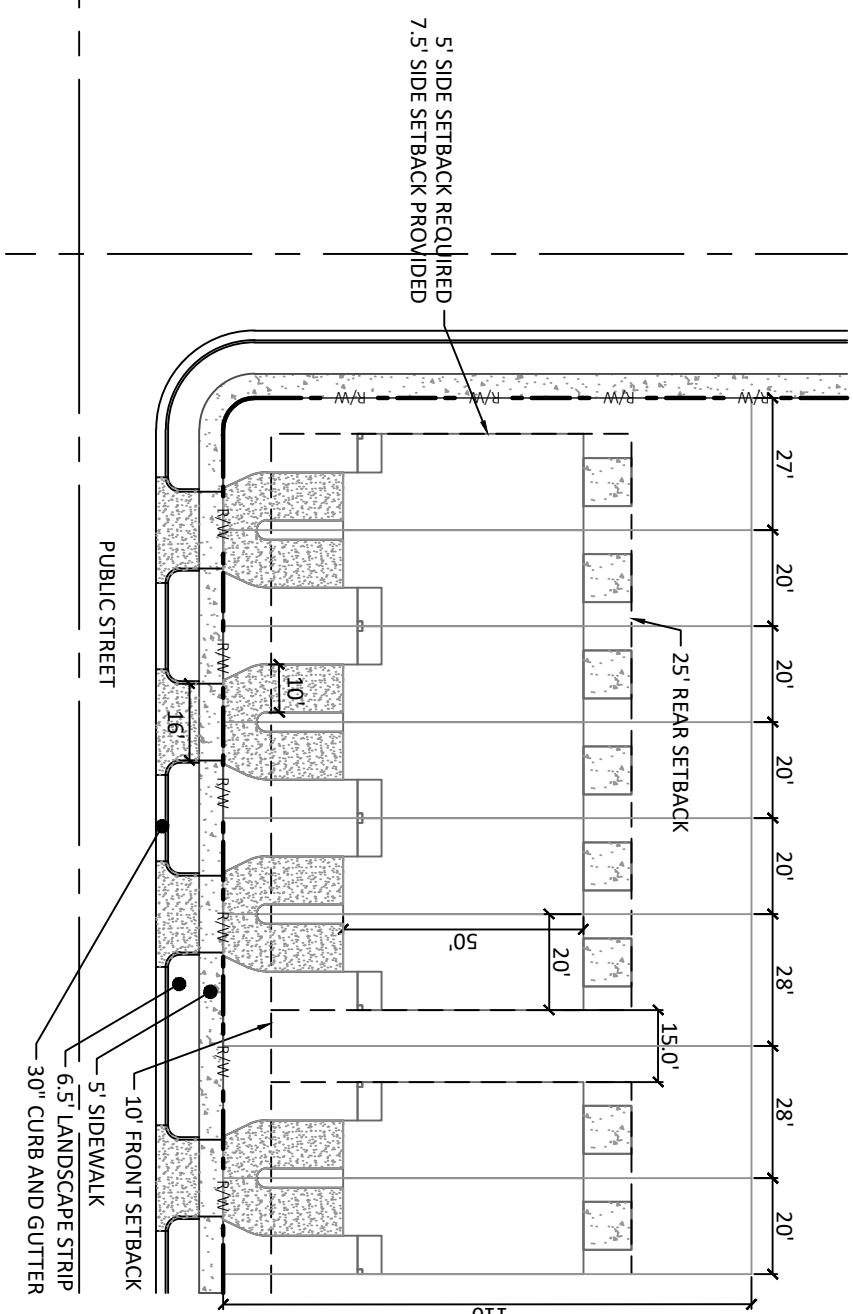 5' SIDE SETBACK REQUIRED
7.5' SIDE SETBACK PROVIDED
R/W
R/W
R/W
R/W
27'
20'
20'
20'
20'
28'
28'
20'
25' REAR SETBACK
50'
20'
15.0'
10'
16'
R/W
R/W
R/W
R/W
R/W
R/W
R/W
PUBLIC STREET
10' FRONT SETBACK
5' SIDEWALK
6.5' LANDSCAPE STRIP
30" CURB AND GUTTER